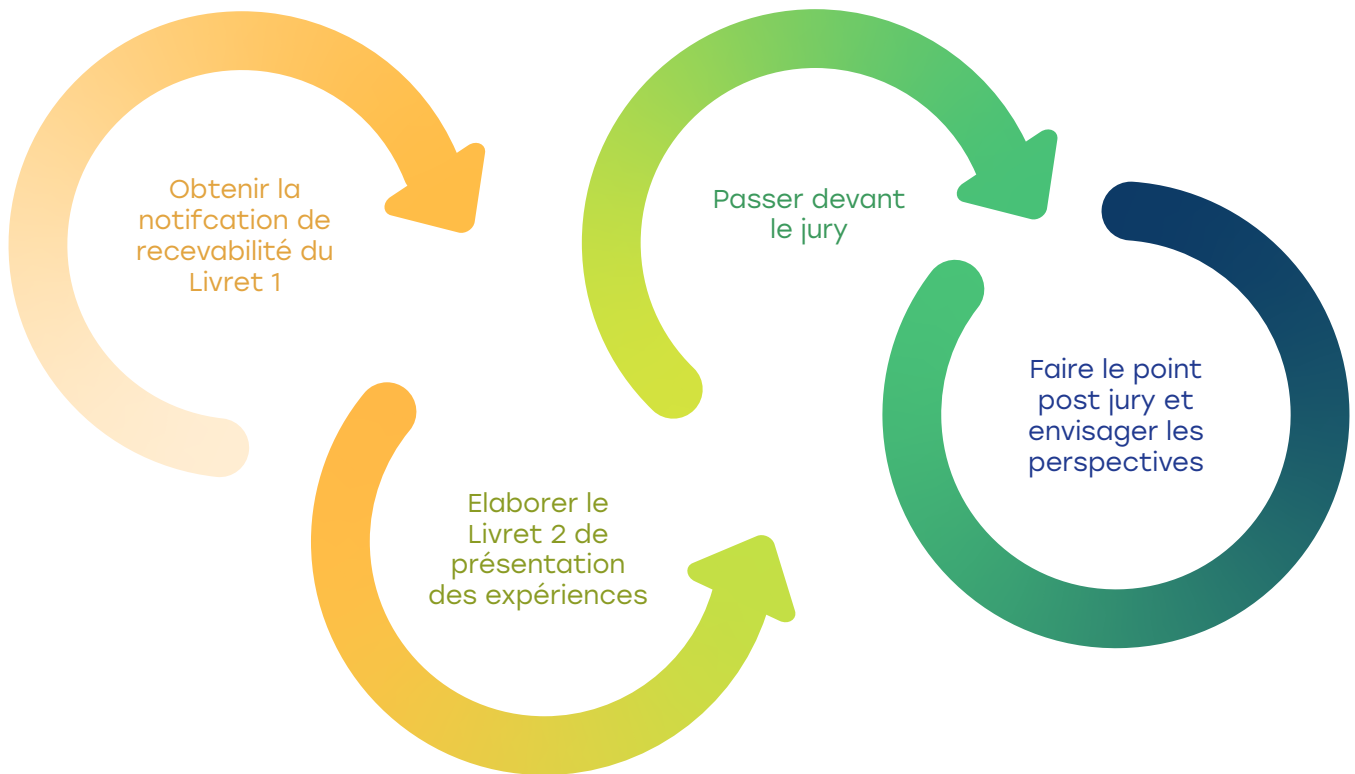 Obtenir la
notifcation de
recevabilité du
Livret 1
Elaborer le
Livret 2 de
présentation
des expériences
Passer devant
le jury
Faire le point
post jury et
envisager les
perspectives